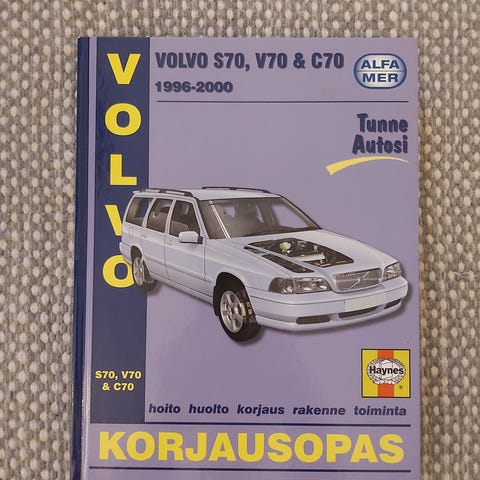 VOLVO
VOLVO S70, V70 & C70
1996-2000
ALFA
MER
Tunne
Autosi
S70, V70
& C70
Haynes
hoito huolto korjaus rakenne toiminta
KORJAUSOPAS